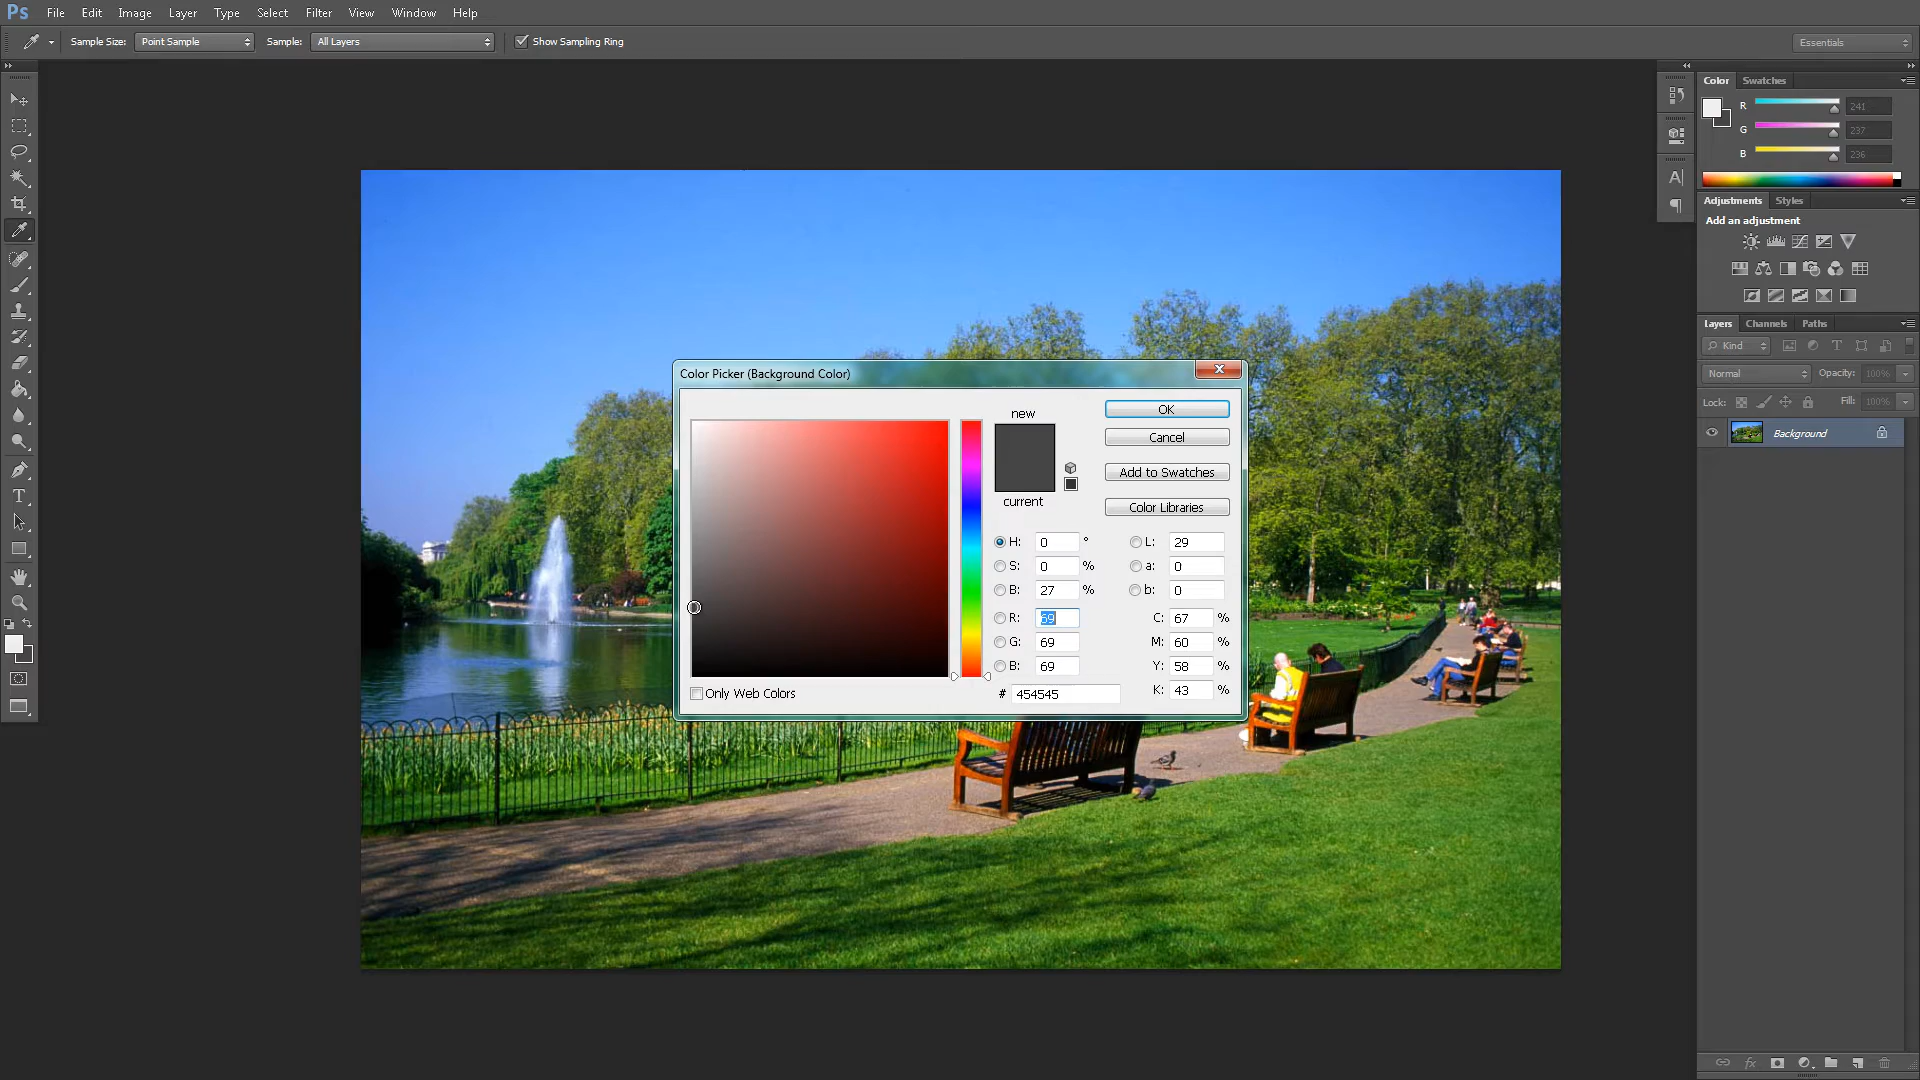 Ps File Edit Image Layer Type Select Filter View Window Help
Sample Size: Point Sample Sample: All Layers Show Sampling Ring Essentials
Color Swatches
R 241
G 237
B 236
Adjustments Styles
Add an adjustment
Layers Channels Paths
Kind
Normal Opacity: 100%
Lock: Fill: 100%
Background
Color Picker (Background Color)
new
current
OK
Cancel
Add to Swatches
Color Libraries
H: 0 ° L: 29
S: 0 % a: 0
B: 27 % b: 0
R: 69 C: 67 %
G: 69 M: 60 %
B: 69 Y: 58 %
# 454545 K: 43 %
Only Web Colors